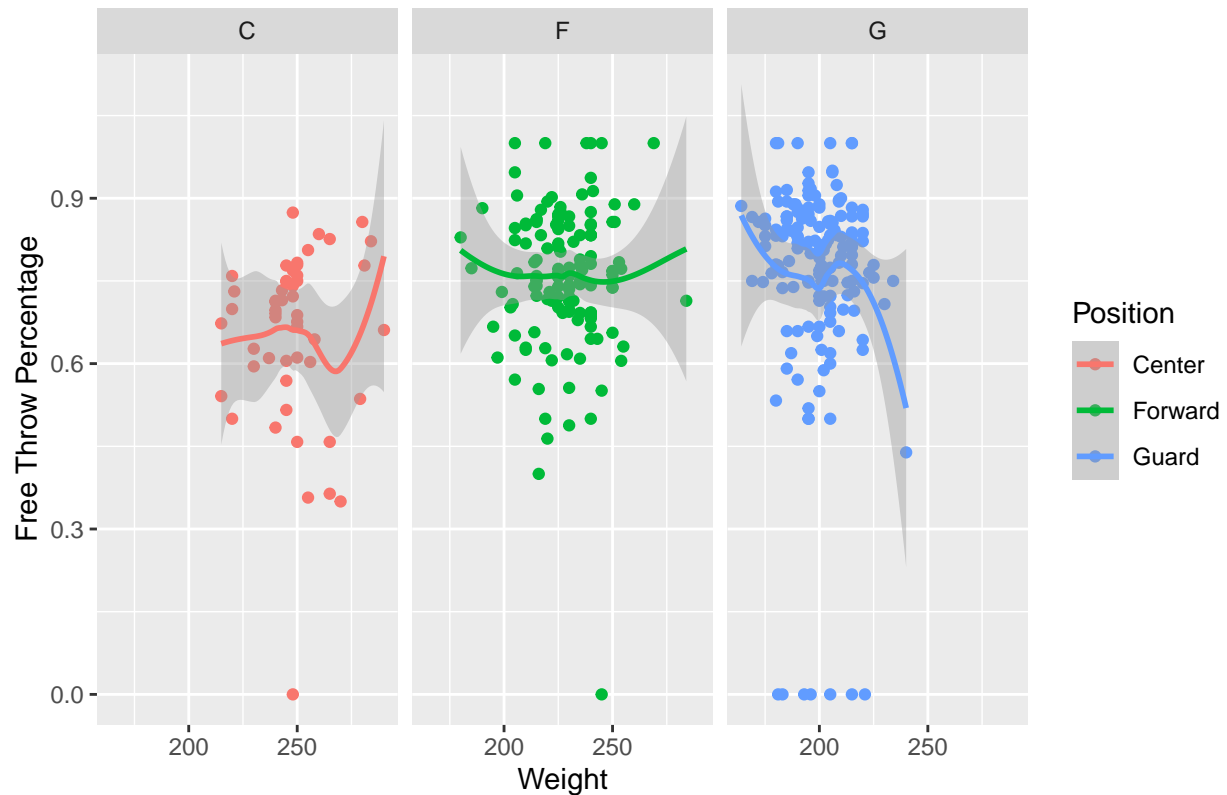 C F G
0.9
0.6
0.3
0.0
Free Throw Percentage
200 250 200 250 200 250
Weight
Position
Center
Forward
Guard